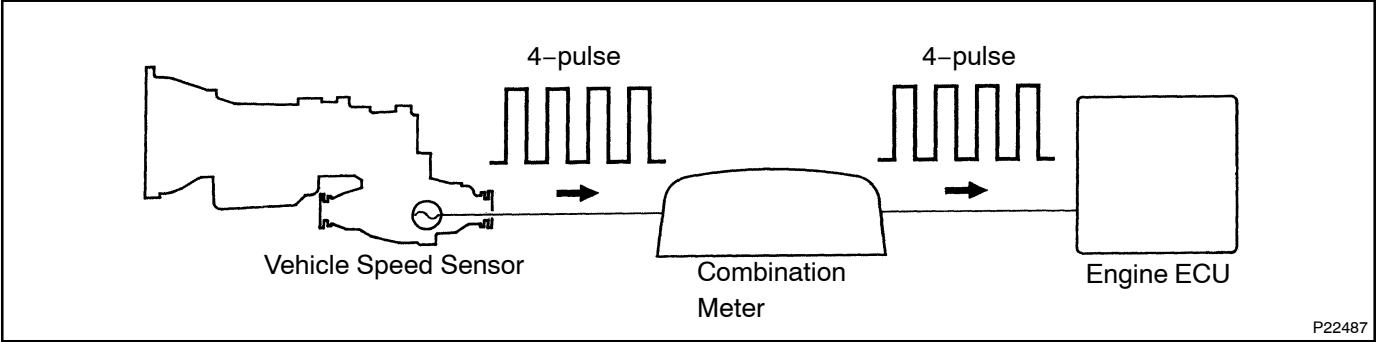 4−pulse
4−pulse
Vehicle Speed Sensor
Combination
Meter
Engine ECU
P22487